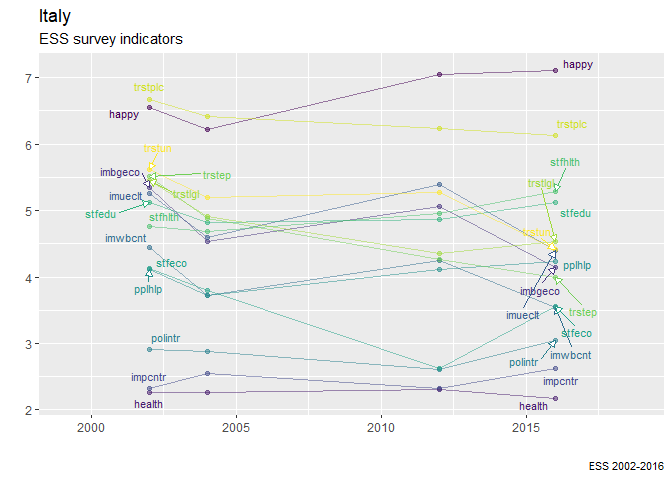 Italy
ESS survey indicators
7
6
5
4
3
2
happy
trstplc
happy
trstplc
trstun
stfhlth
imbgeco
trstep
trstlgl
imueclt
trstlgl
stfedu
stfhlth
stfedu
imwbcnt
trstun
stfeco
pplhlp
pplhlp
imbgeco
imueclt
trstep
polintr
stfeco
imwbcnt
polintr
impcntr
impcntr
health
health
2000
2005
2010
2015
ESS 2002-2016